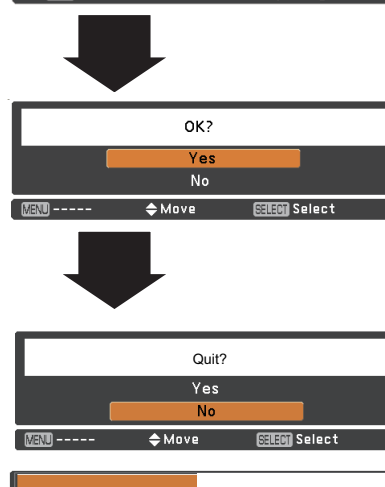 OK?
Yes
No
MENU ----- Move SELECT Select
Quit?
Yes
No
MENU ----- Move SELECT Select